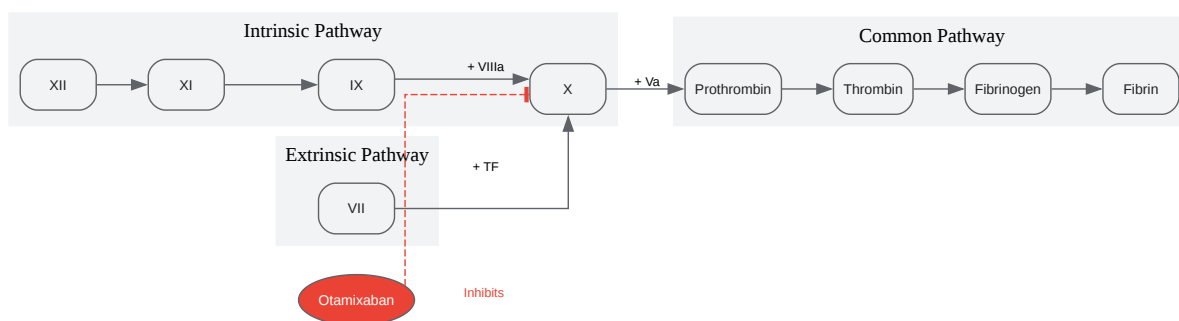 Intrinsic Pathway
Common Pathway
XII
XI
IX
+ VIIIa
X
+ Va
Prothrombin
Thrombin
Fibrinogen
Fibrin
Extrinsic Pathway
+ TF
VII
Otamixaban
Inhibits